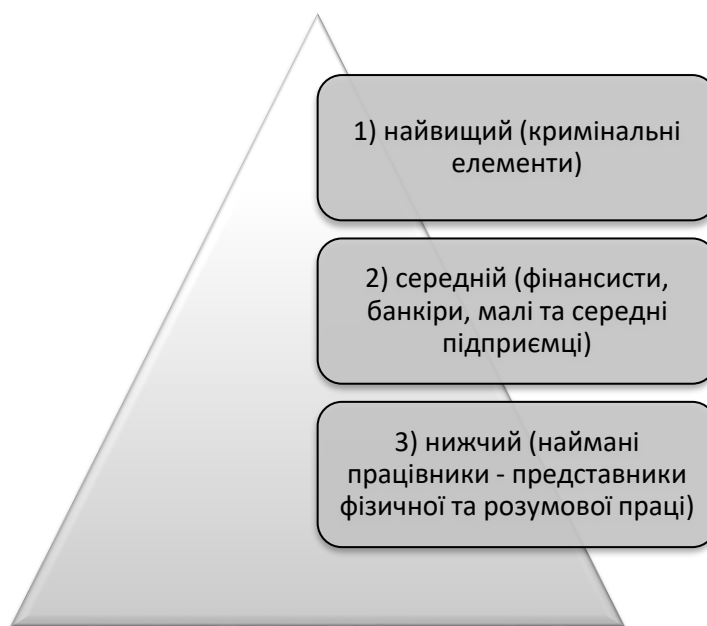 1) найвищий (кримінальні
елементи)
2) середній (фінансисти,
банкіри, малі та середні
підприємці)
3) нижчий (наймані
працівники - представники
фізичної та розумової праці)